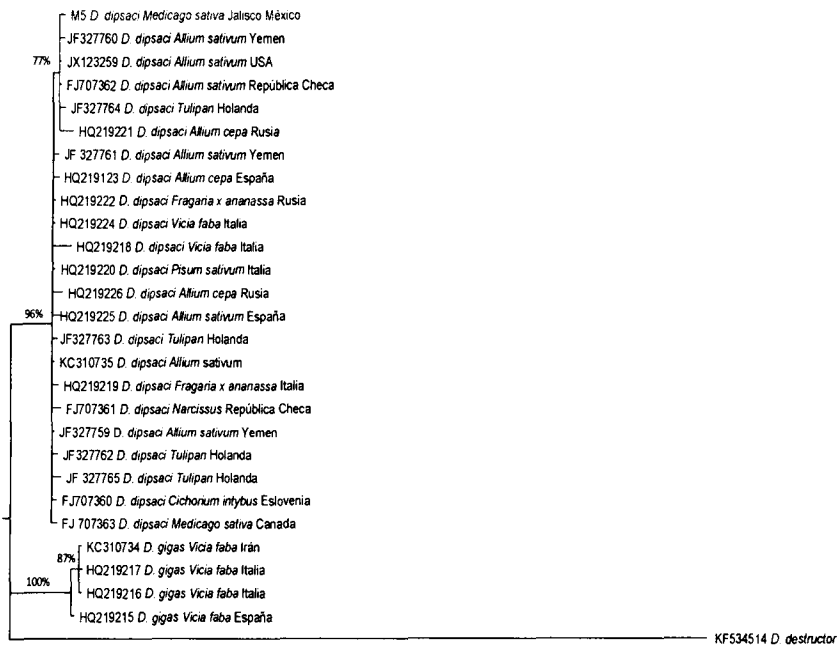 M5 D. dipsaci Medicago sativa Jalisco México
JF327760 D. dipsaci Allium sativum Yemen
77%
JX123259 D. dipsaci Allium sativum USA
FJ707362 D. dipsaci Allium sativum República Checa
JF327764 D. dipsaci Tulipan Holanda
HQ219221 D. dipsaci Allium cepa Rusia
JF 327761 D. dipsaci Allium sativum Yemen
HQ219123 D. dipsaci Allium cepa España
HQ219222 D. dipsaci Fragaria x ananassa Rusia
HQ219224 D. dipsaci Vicia faba Italia
HQ219218 D. dipsaci Vicia faba Italia
HQ219220 D. dipsaci Pisum sativum Italia
HQ219226 D. dipsaci Allium cepa Rusia
96%
HQ219225 D. dipsaci Allium sativum España
JF327763 D. dipsaci Tulipan Holanda
KC310735 D. dipsaci Allium sativum
HQ219219 D. dipsaci Fragaria x ananassa Italia
FJ707361 D. dipsaci Narcissus República Checa
JF327759 D. dipsaci Allium sativum Yemen
JF327762 D. dipsaci Tulipan Holanda
JF 327765 D. dipsaci Tulipan Holanda
FJ707360 D. dipsaci Cichorium intybus Eslovenia
FJ 707363 D. dipsaci Medicago sativa Canada
KC310734 D. gigas Vicia faba Irán
87%
HQ219217 D. gigas Vicia faba Italia
100%
HQ219216 D. gigas Vicia faba Italia
HQ219215 D. gigas Vicia faba España
KF534514 D. destructor